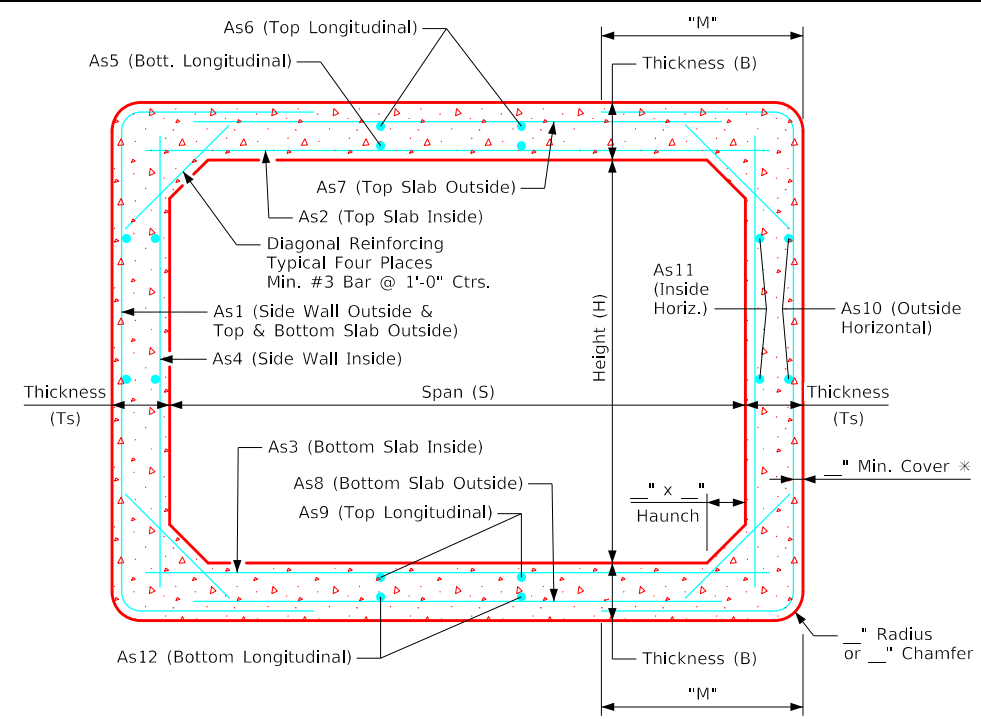 As6 (Top Longitudinal)
"M"
As5 (Bott. Longitudinal)
Thickness (B)
As7 (Top Slab Outside)
As2 (Top Slab Inside)
Diagonal Reinforcing
Typical Four Places
Min. #3 Bar @ 1'-0" Ctrs.
As11
(Inside
Horiz.)
As1 (Side Wall Outside &
Top & Bottom Slab Outside)
As10 (Outside
Horizontal)
Height (H)
As4 (Side Wall Inside)
Thickness
(Ts)
Span (S)
Thickness
(Ts)
As3 (Bottom Slab Inside)
__" Min. Cover ✳
As8 (Bottom Slab Outside)
__" x __"
Haunch
As9 (Top Longitudinal)
__" Radius
or __" Chamfer
As12 (Bottom Longitudinal)
Thickness (B)
"M"